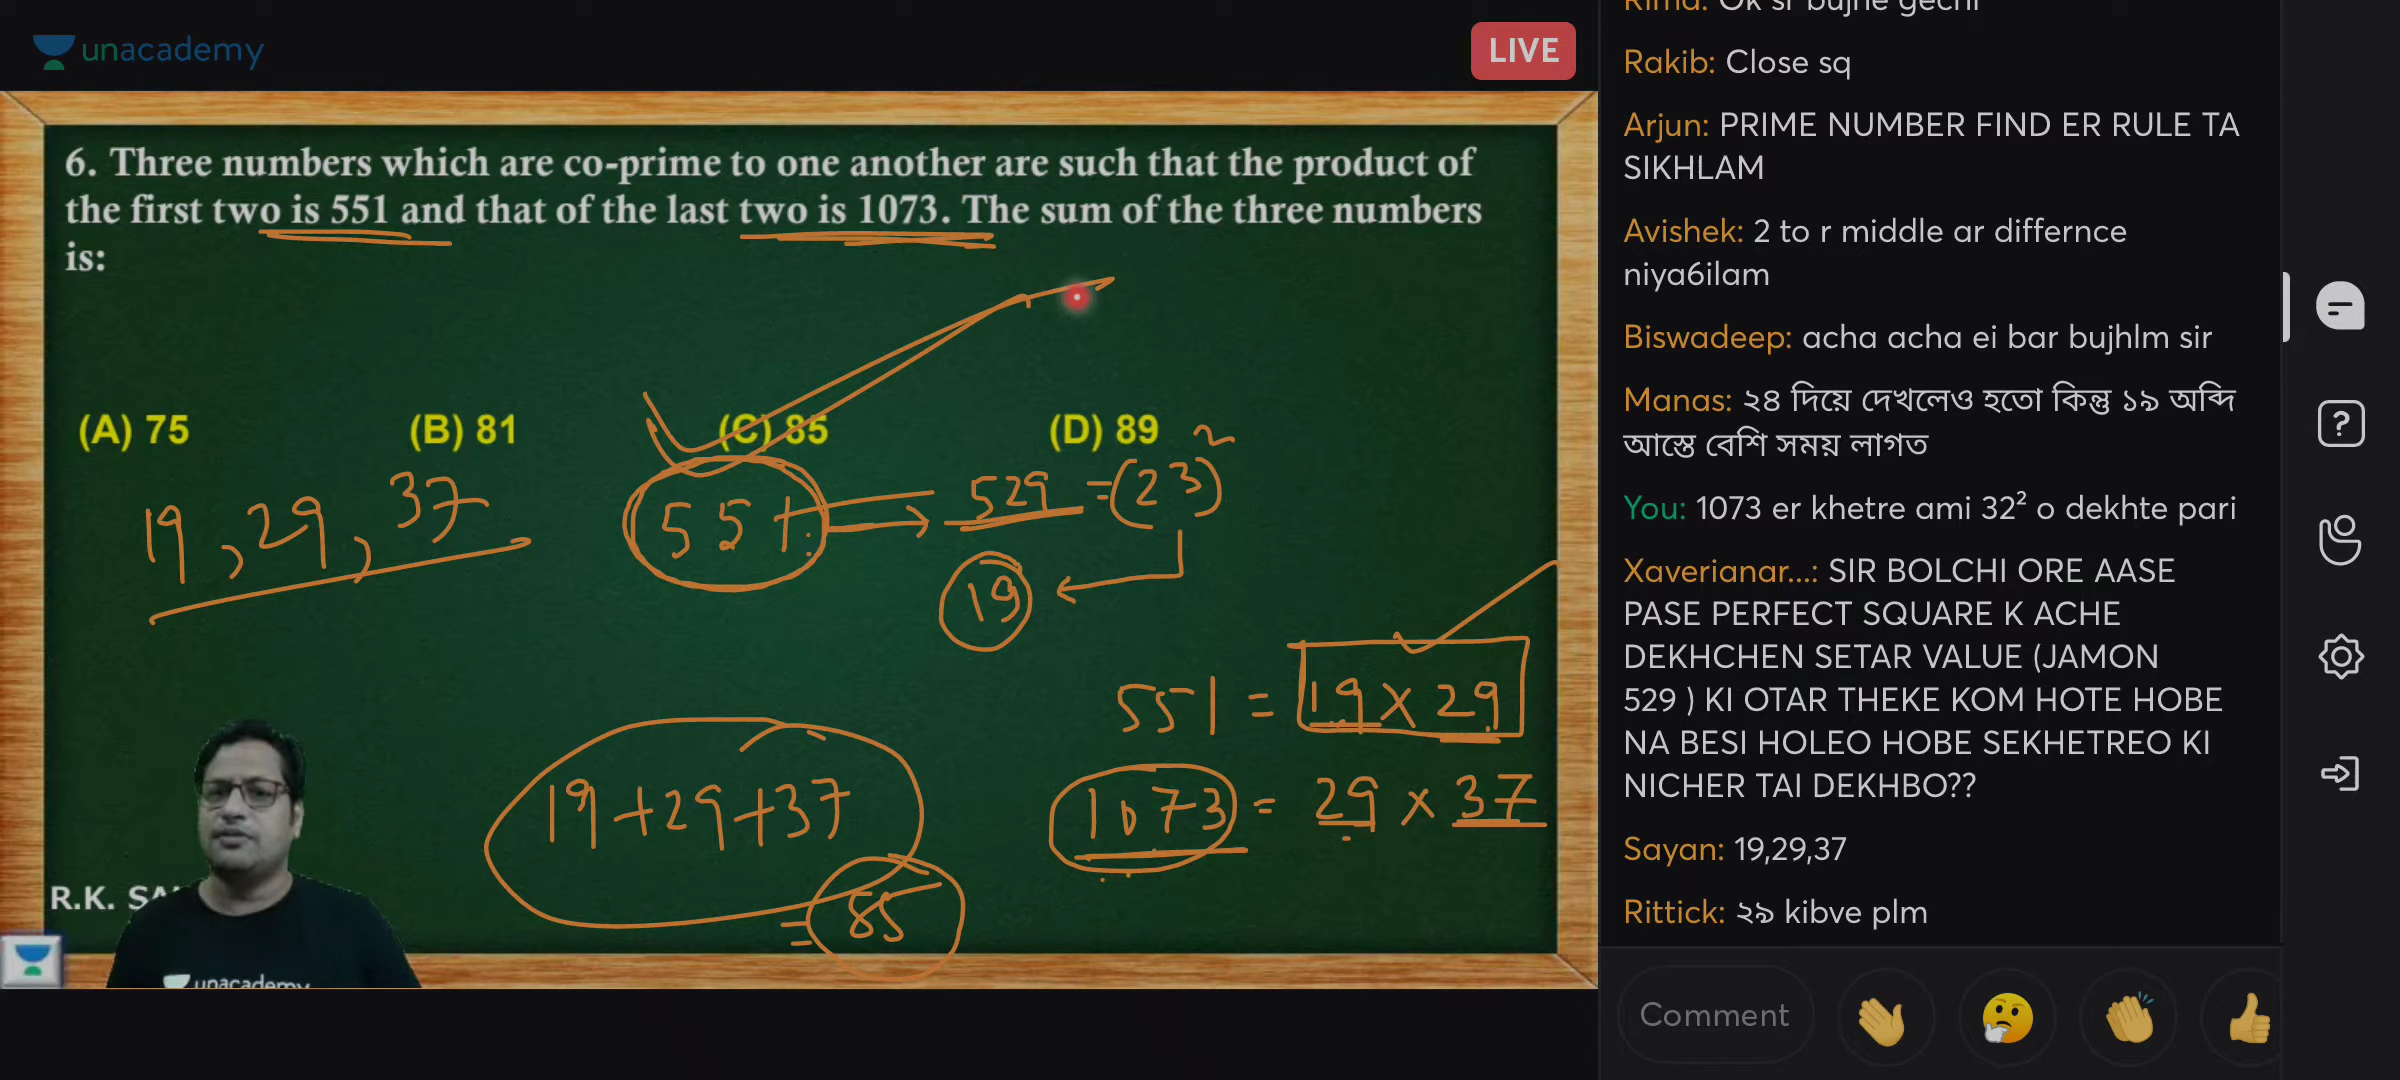 unacademy
LIVE
6. Three numbers which are co-prime to one another are such that the product of
the first two is 551 and that of the last two is 1073. The sum of the three numbers
is:
(A) 75 (B) 81 (C) 85 (D) 89
19, 29, 37
551 529 = (23)²
19
551 = 19 × 29
1073 = 29 × 37
19+29+37
= 85
R.K. SA
unacademy
Rima: Ok sr bujhe gechi
Rakib: Close sq
Arjun: PRIME NUMBER FIND ER RULE TA
SIKHLAM
Avishek: 2 to r middle ar differnce
niya6ilam
Biswadeep: acha acha ei bar bujhlm sir
Manas: ২৪ দিয়ে দেখলেও হতো কিন্তু ১৯ অব্দি
আস্তে বেশি সময় লাগত
You: 1073 er khetre ami 32² o dekhte pari
Xaverianar...: SIR BOLCHI ORE AASE
PASE PERFECT SQUARE K ACHE
DEKHCHEN SETAR VALUE (JAMON
529 ) KI OTAR THEKE KOM HOTE HOBE
NA BESI HOLEO HOBE SEKHETREO KI
NICHER TAI DEKHBO??
Sayan: 19,29,37
Rittick: ২৯ kibve plm
Comment